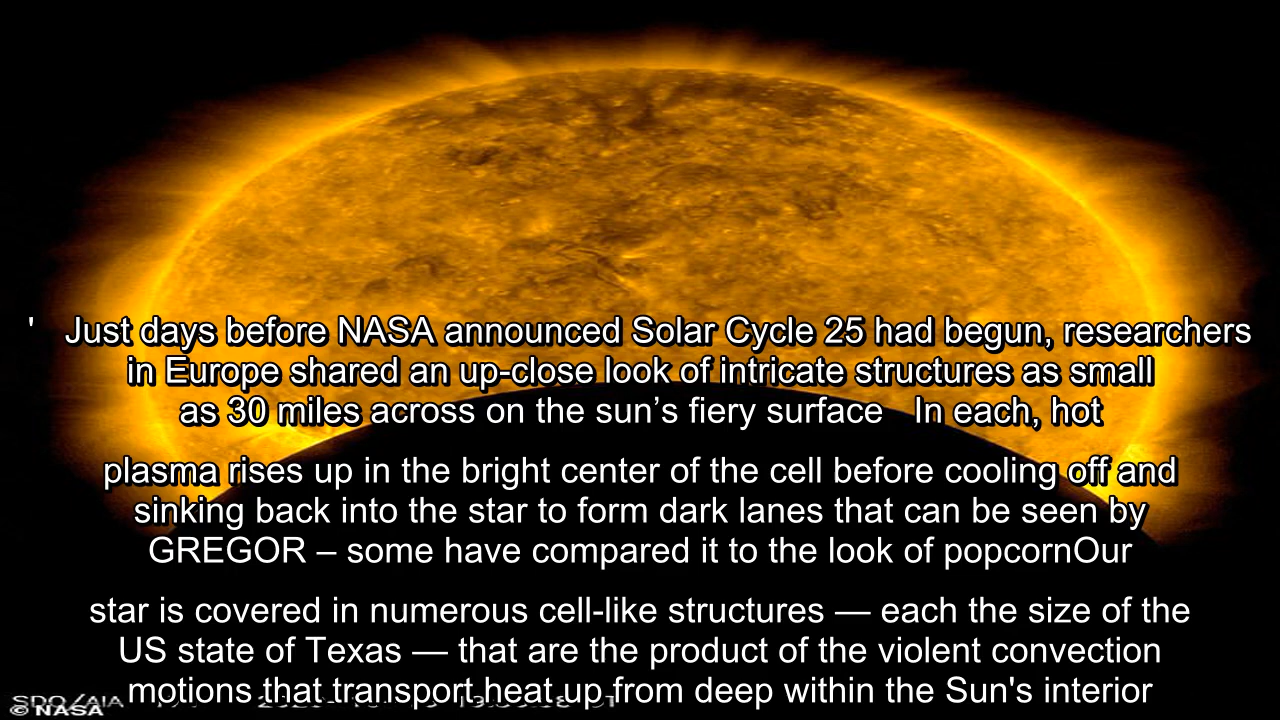 ' Just days before NASA announced Solar Cycle 25 had begun, researchers
in Europe shared an up-close look of intricate structures as small
as 30 miles across on the sun’s fiery surface In each, hot
plasma rises up in the bright center of the cell before cooling off and
sinking back into the star to form dark lanes that can be seen by
GREGOR – some have compared it to the look of popcornOur
star is covered in numerous cell-like structures — each the size of the
US state of Texas — that are the product of the violent convection
motions that transport heat up from deep within the Sun's interior
SDO/AIA
© NASA